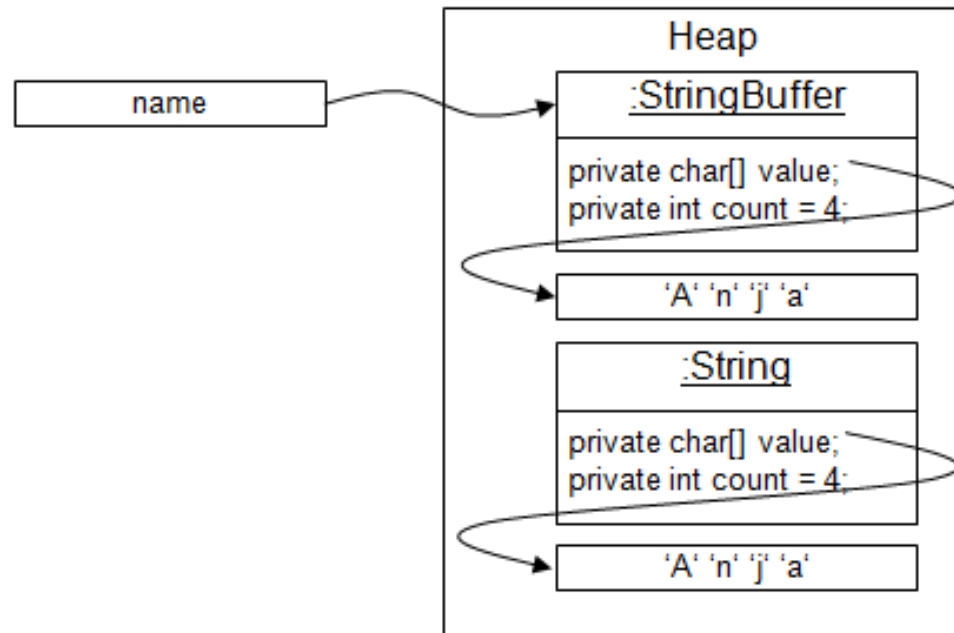 Heap
name
:StringBuffer
private char[] value;
private int count = 4;
‘A‘ ‘n‘ ‘j‘ ‘a‘
:String
private char[] value;
private int count = 4;
‘A‘ ‘n‘ ‘j‘ ‘a‘